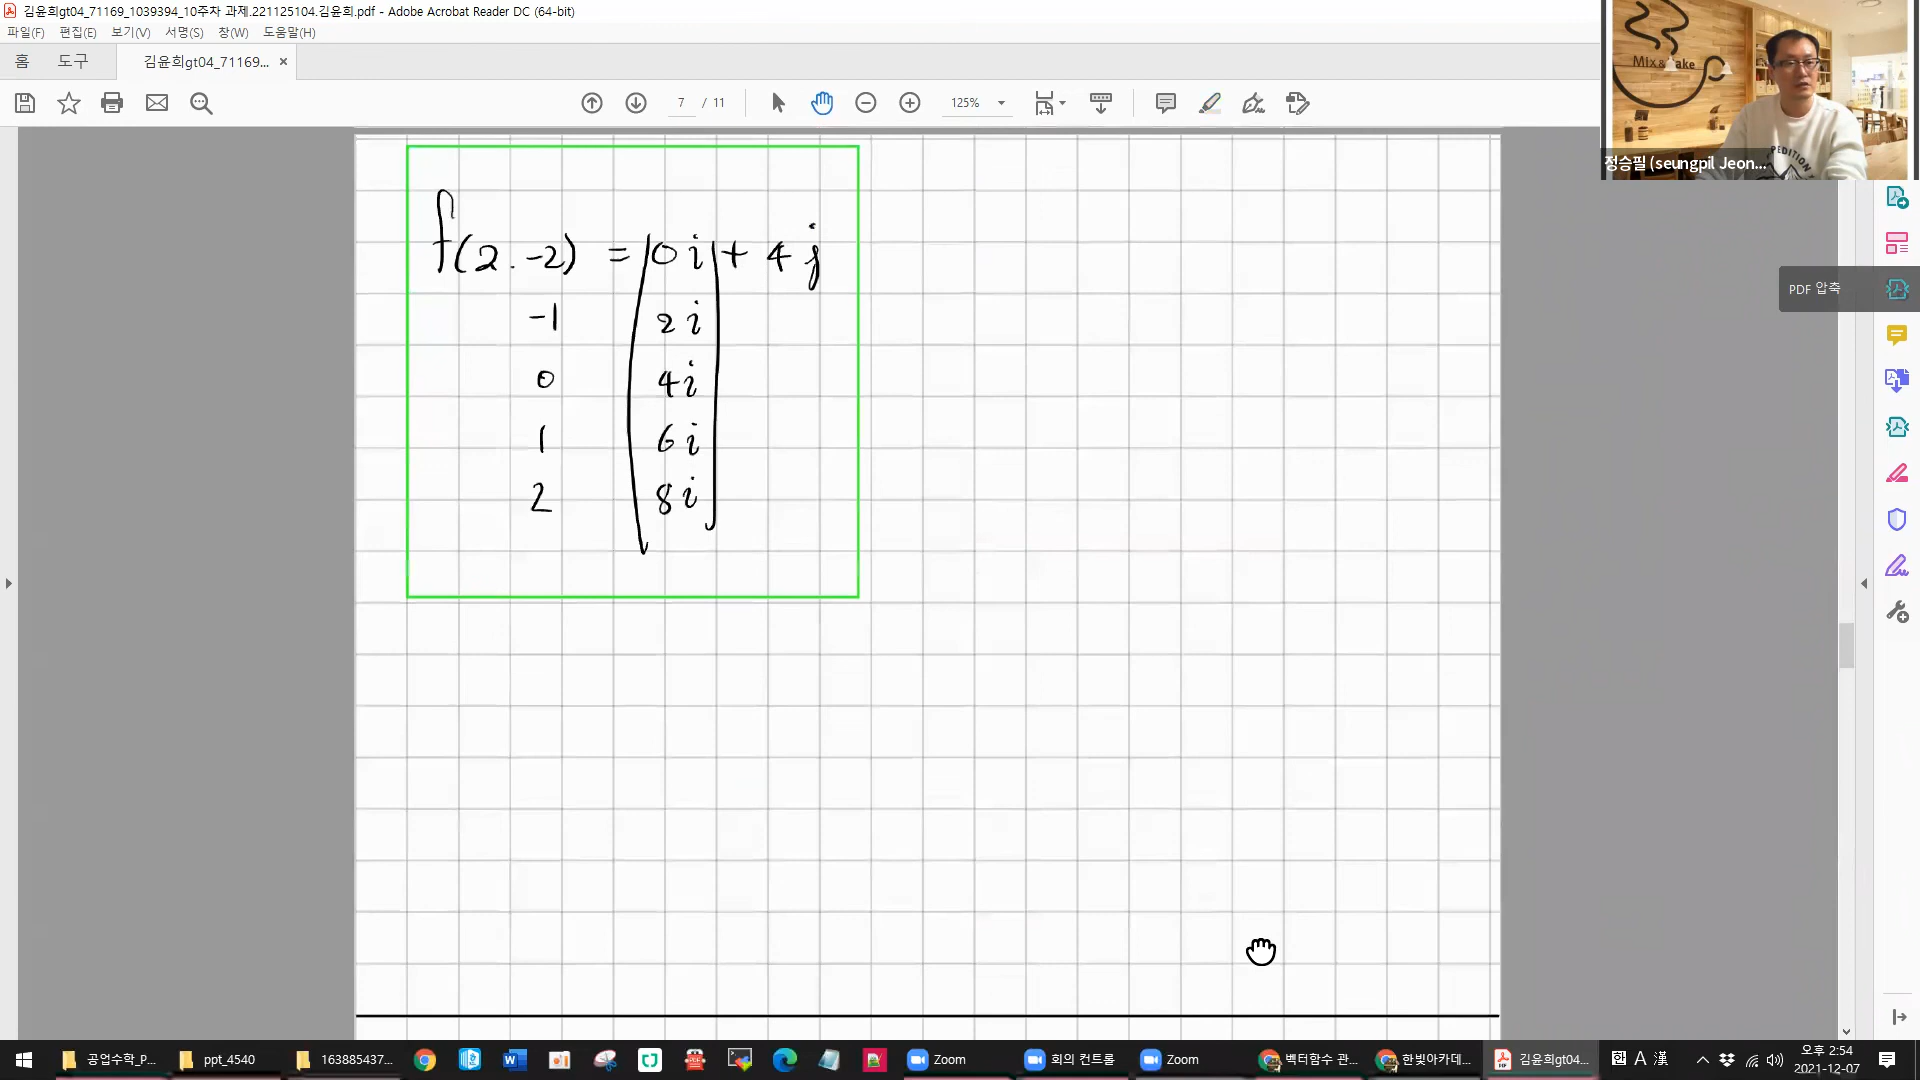 김윤희gt04_71169_1039394_10주차 과제.221125104.김윤희.pdf - Adobe Acrobat Reader DC (64-bit)
파일(F) 편집(E) 보기(V) 서명(S) 창(W) 도움말(H)
홈 도구 김윤희gt04_71169... ×
7 / 11 125%
Mix&
정승필 (seungpil Jeon...
PEDITION
PDF 압축
f(2.-2) = |0i| + 4j
-1 2i
0 4i
1 6i
2 8i
공업수학_P... ppt_4540 163885437... Zoom 회의 컨트롤 Zoom 벡터함수 관... 한빛아카데... 김윤희gt04... 한 A 漢 오후 2:54
2021-12-07